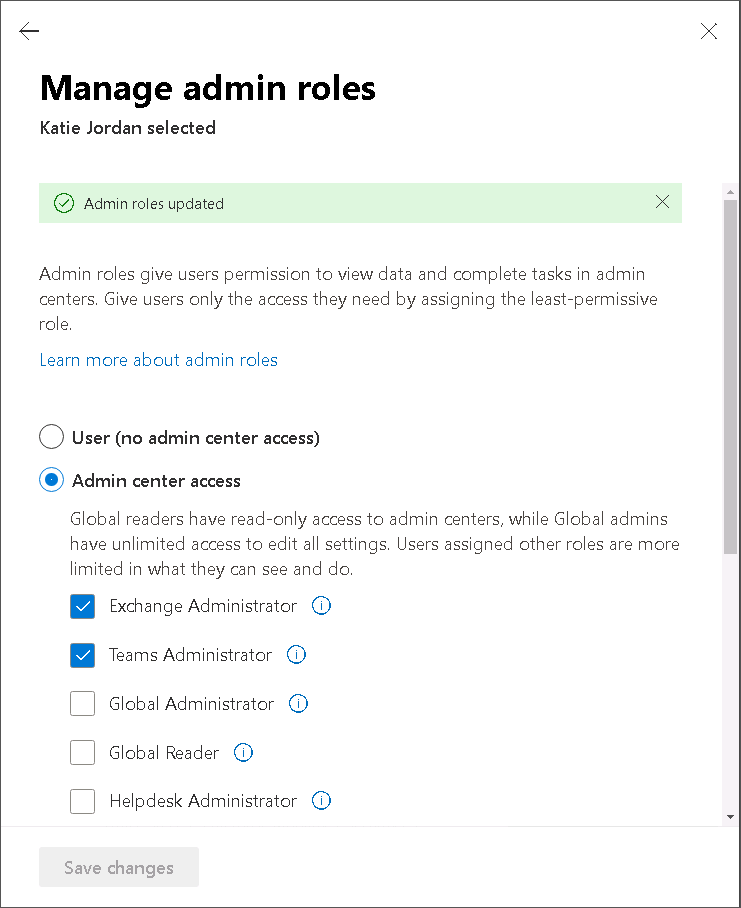 Manage admin roles
Katie Jordan selected
Admin roles updated
Admin roles give users permission to view data and complete tasks in admin
centers. Give users only the access they need by assigning the least-permissive
role.
Learn more about admin roles
User (no admin center access)
Admin center access
Global readers have read-only access to admin centers, while Global admins
have unlimited access to edit all settings. Users assigned other roles are more
limited in what they can see and do.
Exchange Administrator
Teams Administrator
Global Administrator
Global Reader
Helpdesk Administrator
Save changes